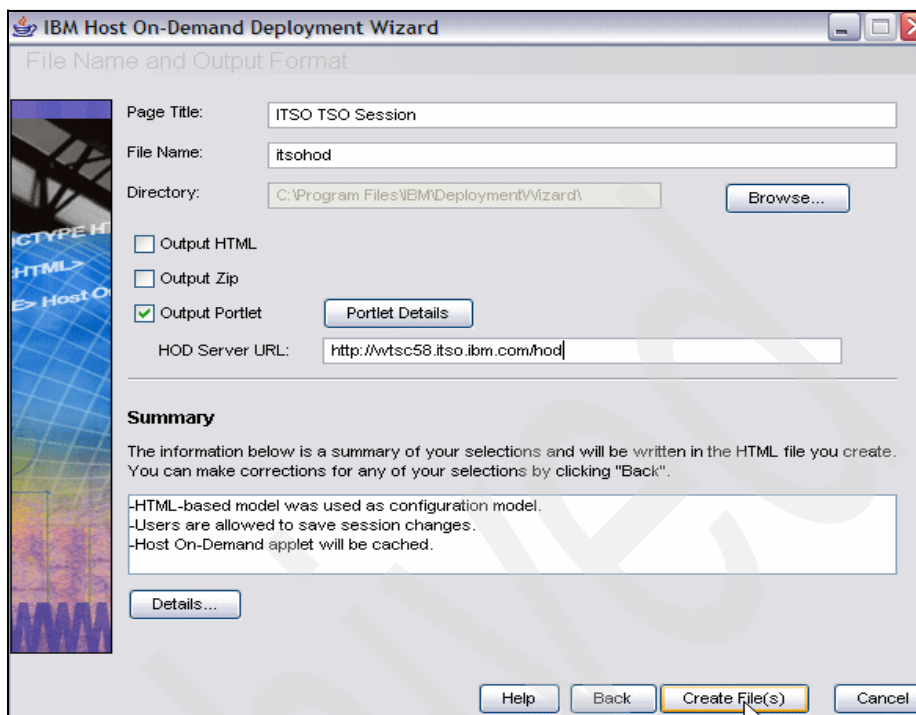 IBM Host On-Demand Deployment Wizard
File Name and Output Format
Page Title:
ITSO TSO Session
File Name:
itsohod
Directory:
C:\Program Files\IBM\DeploymentWizard\
Browse...
Output HTML
Output Zip
Output Portlet
Portlet Details
HOD Server URL:
http://wtsc58.itso.ibm.com/hod
Summary
The information below is a summary of your selections and will be written in the HTML file you create.
You can make corrections for any of your selections by clicking "Back".
-HTML-based model was used as configuration model.
-Users are allowed to save session changes.
-Host On-Demand applet will be cached.
Details...
Help
Back
Create File(s)
Cancel
OCTYPE H
HTML>
E> Host O